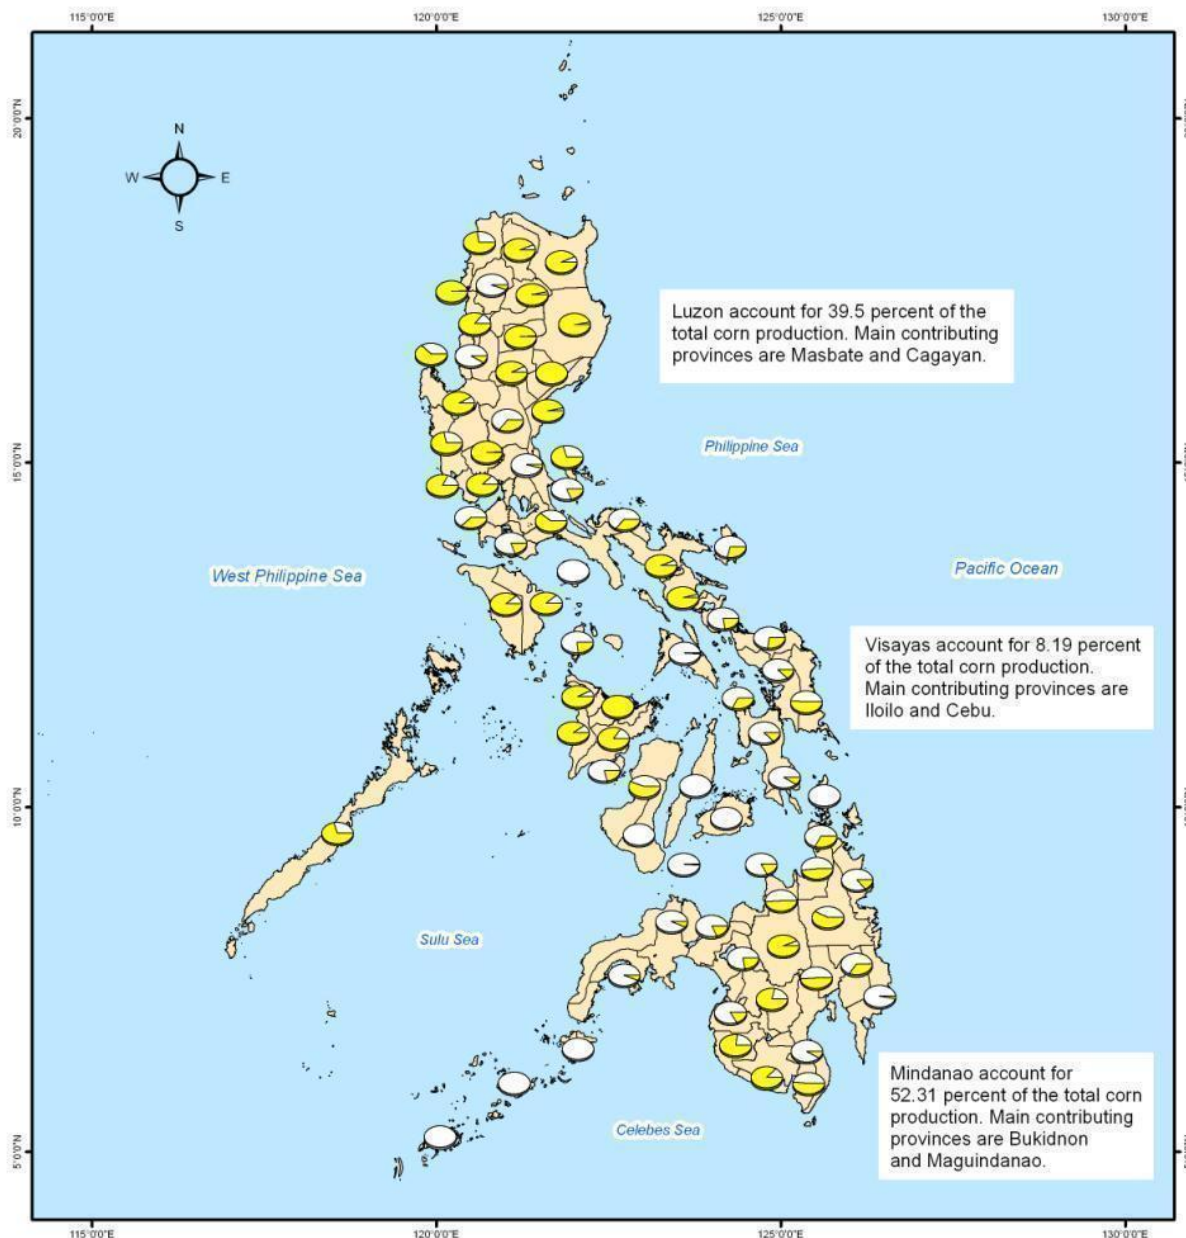 115°0'0"E
120°0'0"E
125°0'0"E
130°0'0"E
20°0'0"N
N
W
E
S
Luzon account for 39.5 percent of the
total corn production. Main contributing
provinces are Masbate and Cagayan.
Philippine Sea
15°0'0"N
West Philippine Sea
Pacific Ocean
Visayas account for 8.19 percent
of the total corn production.
Main contributing provinces are
Iloilo and Cebu.
10°0'0"N
Sulu Sea
Mindanao account for
52.31 percent of the total corn
production. Main contributing
provinces are Bukidnon
and Maguindanao.
Celebes Sea
5°0'0"N
115°0'0"E
120°0'0"E
125°0'0"E
130°0'0"E